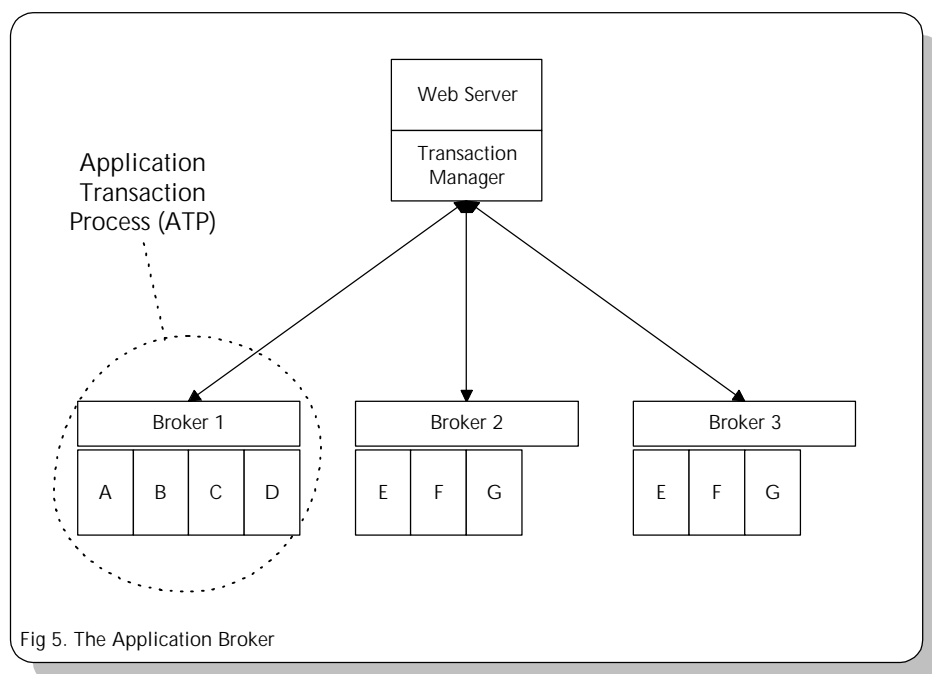 Web Server
Transaction
Manager
Application
Transaction
Process (ATP)
Broker 1
Broker 2
Broker 3
A B C D
E F G
E F G
Fig 5. The Application Broker